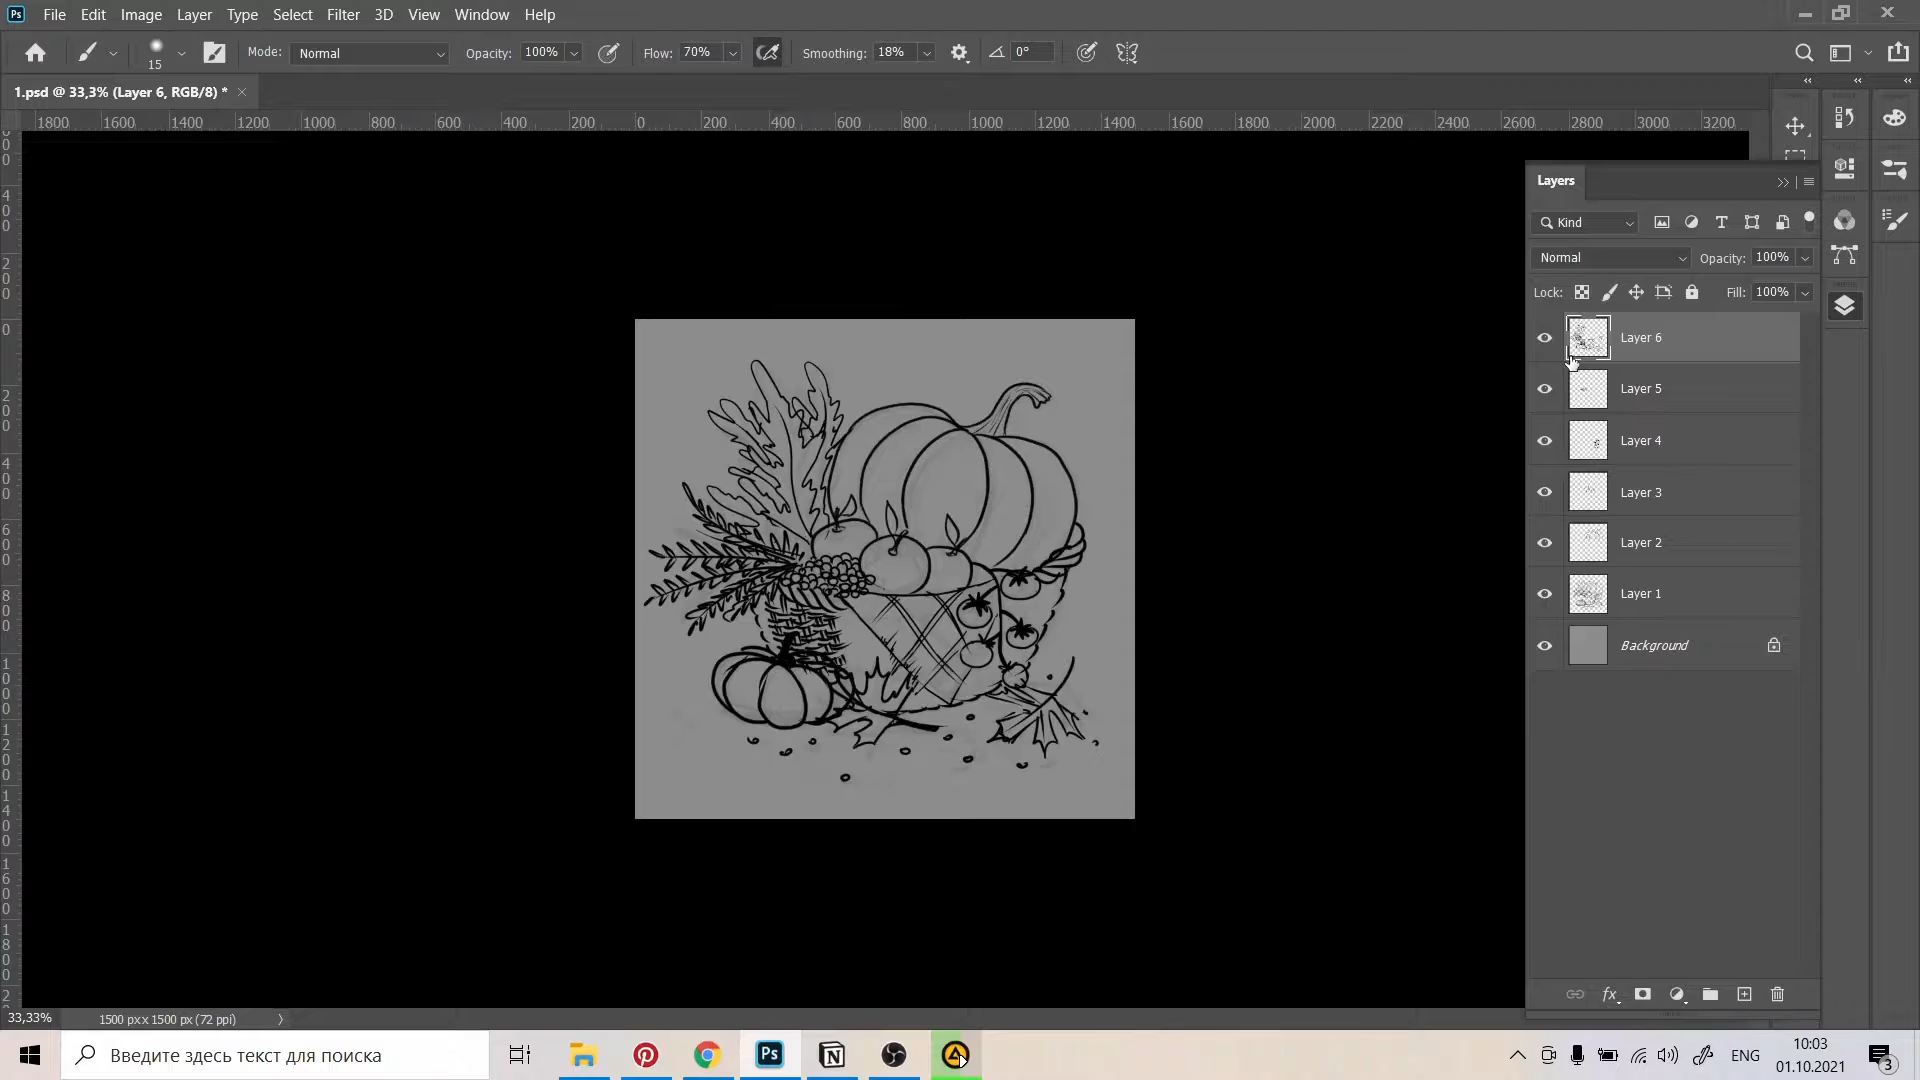 Ps File Edit Image Layer Type Select Filter 3D View Window Help
15 Mode: Normal Opacity: 100% Flow: 70% Smoothing: 18% 0°
1.psd @ 33,3% (Layer 6, RGB/8) *
1800 1600 1400 1200 1000 800 600 400 200 0 200 400 600 800 1000 1200 1400 1600 1800 2000 2200 2400 2600 2800 3000 3200
Layers
Kind
Normal Opacity: 100%
Lock: Fill: 100%
Layer 6
Layer 5
Layer 4
Layer 3
Layer 2
Layer 1
Background
fx
33,33% 1500 px x 1500 px (72 ppi)
Введите здесь текст для поиска
Ps
ENG
10:03
01.10.2021
3